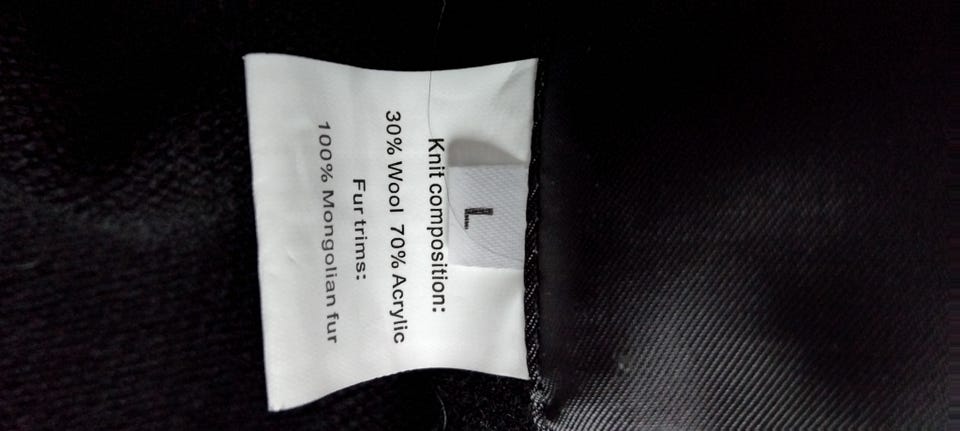 L
Knit composition:
30% Wool 70% Acrylic
Fur trims:
100% Mongolian fur